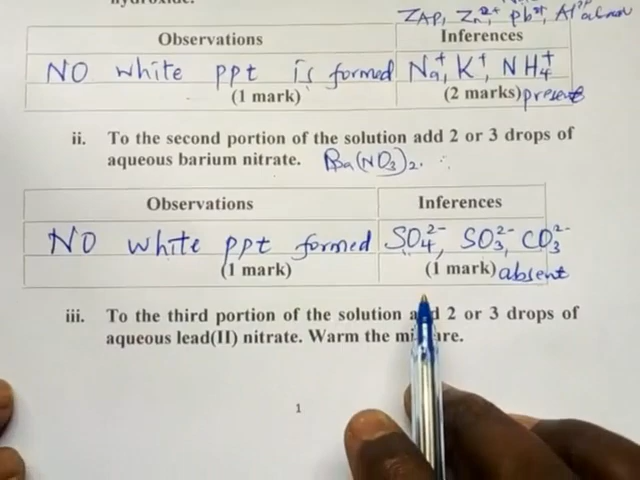 hydroxide.
ZAP, Zn²⁺, Pb²⁺, Al³⁺ absent
Observations Inferences
NO white ppt is formed Na⁺, K⁺, NH₄⁺
(1 mark) (2 marks) present
ii. To the second portion of the solution add 2 or 3 drops of
aqueous barium nitrate. Ba(NO₃)₂.
Observations Inferences
NO white ppt formed SO₄²⁻, SO₃²⁻, CO₃²⁻
(1 mark) (1 mark) absent
iii. To the third portion of the solution add 2 or 3 drops of
aqueous lead(II) nitrate. Warm the mixture.
1